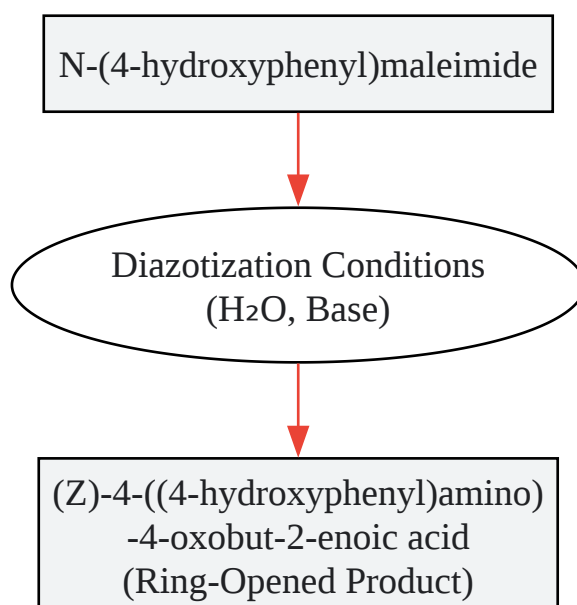 N-(4-hydroxyphenyl)maleimide
Diazotization Conditions
(H₂O, Base)
(Z)-4-((4-hydroxyphenyl)amino)
-4-oxobut-2-enoic acid
(Ring-Opened Product)